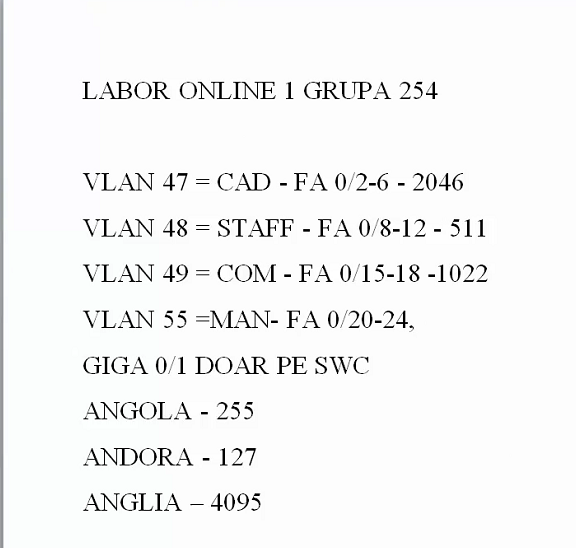 LABOR ONLINE 1 GRUPA 254
VLAN 47 = CAD - FA 0/2-6 - 2046
VLAN 48 = STAFF - FA 0/8-12 - 511
VLAN 49 = COM - FA 0/15-18 -1022
VLAN 55 =MAN- FA 0/20-24,
GIGA 0/1 DOAR PE SWC
ANGOLA - 255
ANDORA - 127
ANGLIA – 4095